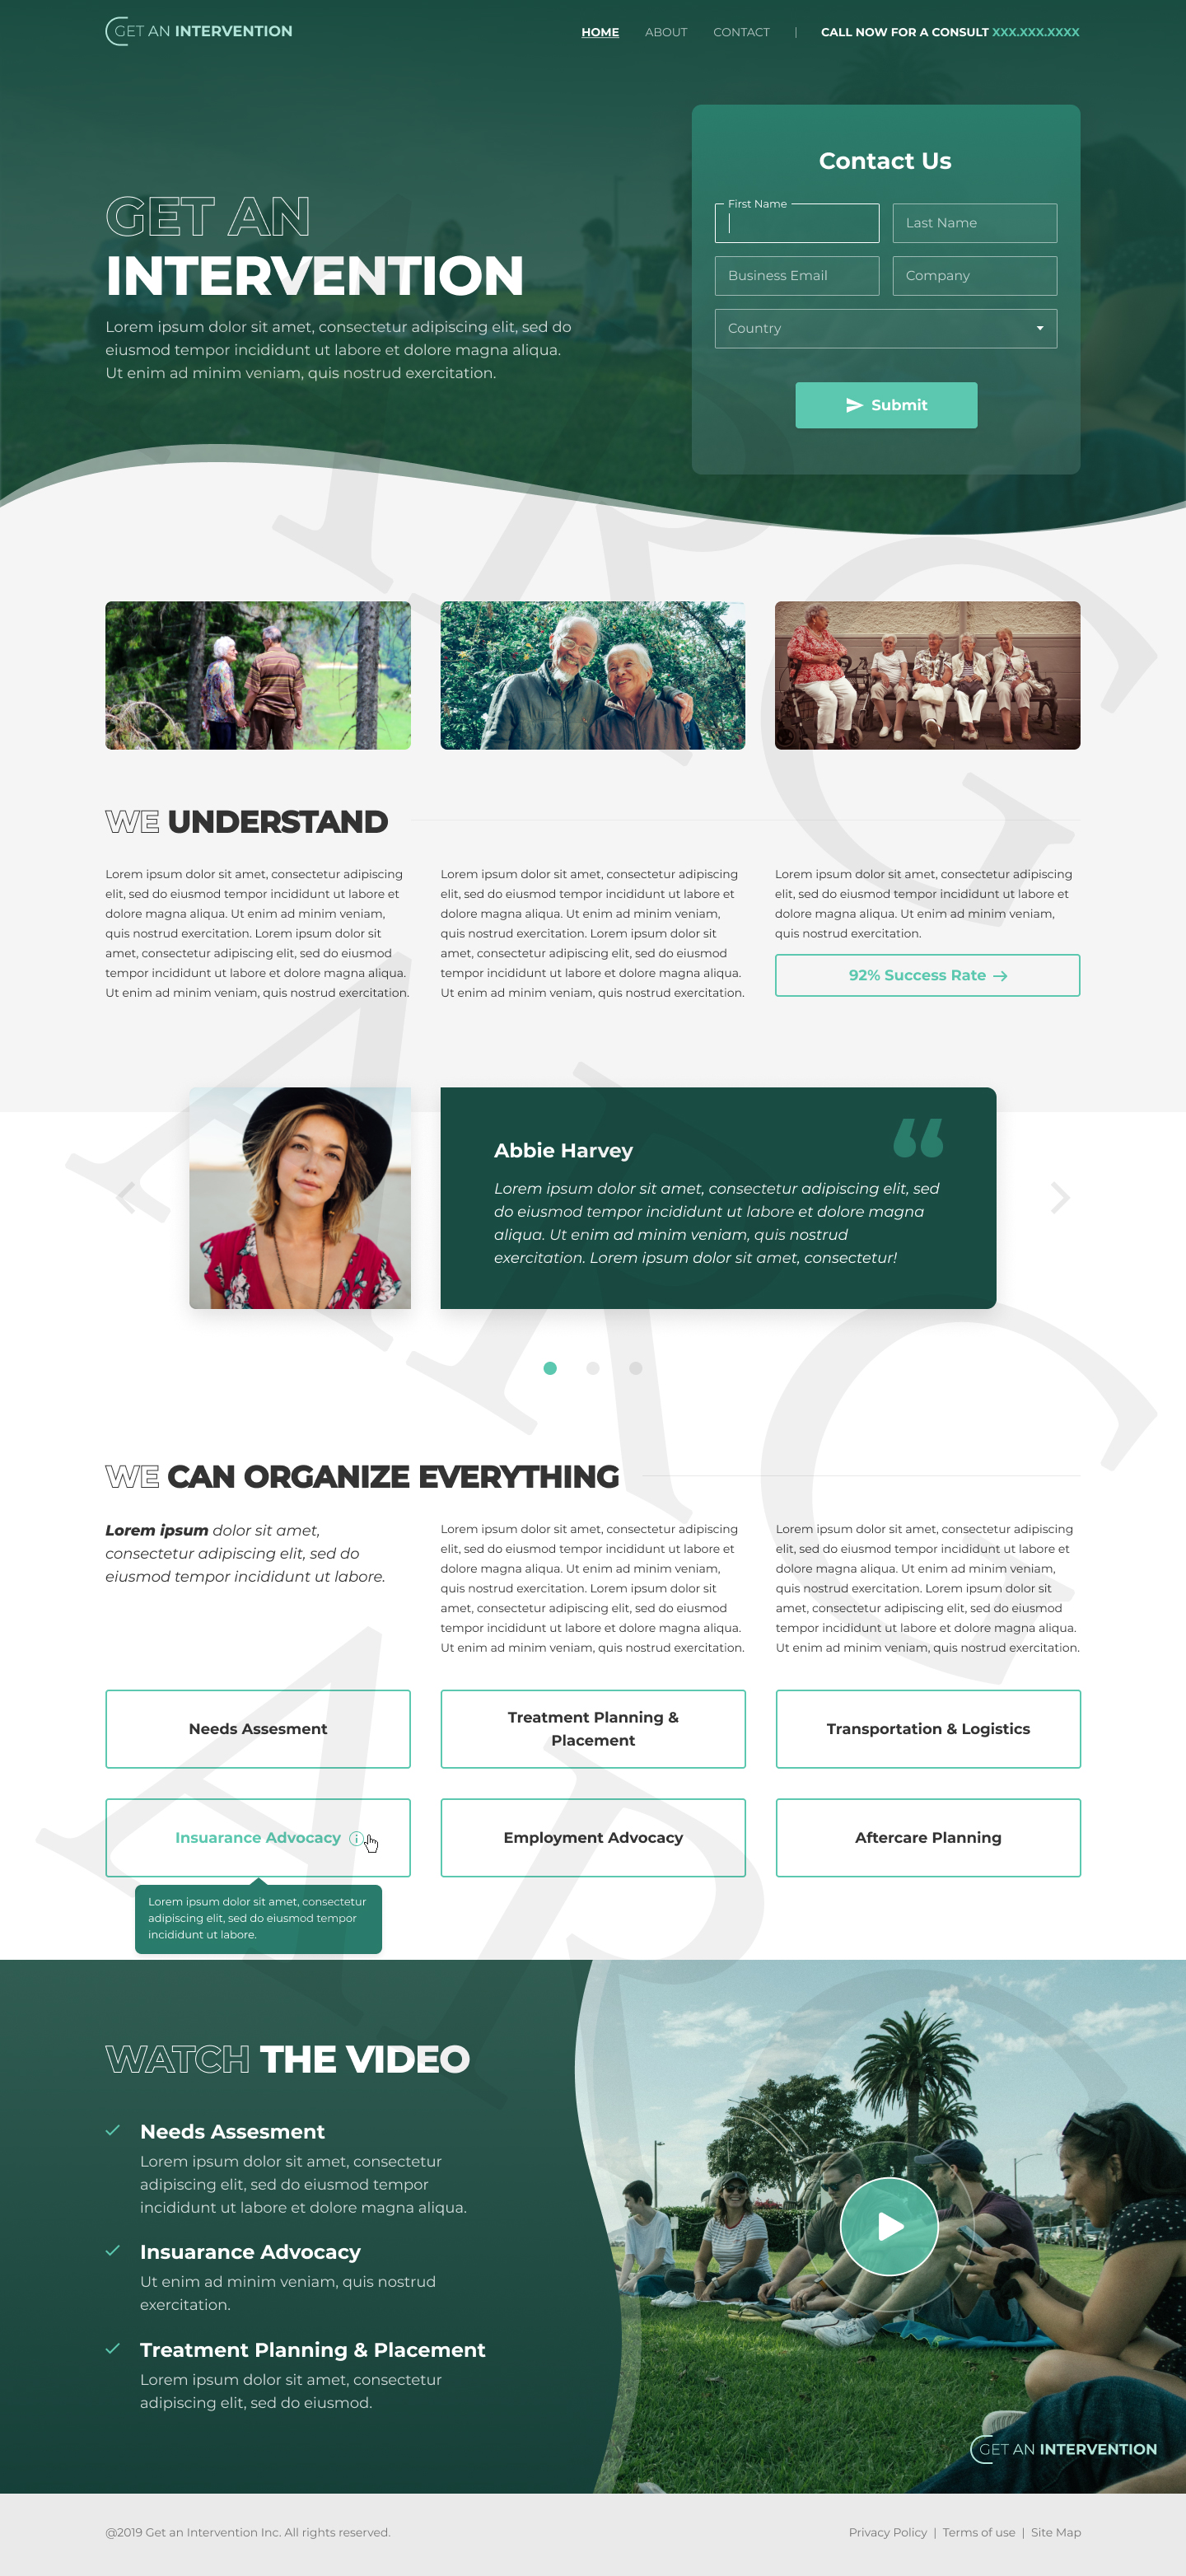 GET AN INTERVENTION
HOME ABOUT CONTACT | CALL NOW FOR A CONSULT XXX.XXX.XXXX
GET AN
INTERVENTION
Lorem ipsum dolor sit amet, consectetur adipiscing elit, sed do
eiusmod tempor incididunt ut labore et dolore magna aliqua.
Ut enim ad minim veniam, quis nostrud exercitation.
Contact Us
First Name
Last Name
Business Email
Company
Country
Submit
WE UNDERSTAND
Lorem ipsum dolor sit amet, consectetur adipiscing
elit, sed do eiusmod tempor incididunt ut labore et
dolore magna aliqua. Ut enim ad minim veniam,
quis nostrud exercitation. Lorem ipsum dolor sit
amet, consectetur adipiscing elit, sed do eiusmod
tempor incididunt ut labore et dolore magna aliqua.
Ut enim ad minim veniam, quis nostrud exercitation.
Lorem ipsum dolor sit amet, consectetur adipiscing
elit, sed do eiusmod tempor incididunt ut labore et
dolore magna aliqua. Ut enim ad minim veniam,
quis nostrud exercitation. Lorem ipsum dolor sit
amet, consectetur adipiscing elit, sed do eiusmod
tempor incididunt ut labore et dolore magna aliqua.
Ut enim ad minim veniam, quis nostrud exercitation.
Lorem ipsum dolor sit amet, consectetur adipiscing
elit, sed do eiusmod tempor incididunt ut labore et
dolore magna aliqua. Ut enim ad minim veniam,
quis nostrud exercitation.
92% Success Rate →
Abbie Harvey
“
Lorem ipsum dolor sit amet, consectetur adipiscing elit, sed
do eiusmod tempor incididunt ut labore et dolore magna
aliqua. Ut enim ad minim veniam, quis nostrud
exercitation. Lorem ipsum dolor sit amet, consectetur!
WE CAN ORGANIZE EVERYTHING
Lorem ipsum dolor sit amet,
consectetur adipiscing elit, sed do
eiusmod tempor incididunt ut labore.
Lorem ipsum dolor sit amet, consectetur adipiscing
elit, sed do eiusmod tempor incididunt ut labore et
dolore magna aliqua. Ut enim ad minim veniam,
quis nostrud exercitation. Lorem ipsum dolor sit
amet, consectetur adipiscing elit, sed do eiusmod
tempor incididunt ut labore et dolore magna aliqua.
Ut enim ad minim veniam, quis nostrud exercitation.
Lorem ipsum dolor sit amet, consectetur adipiscing
elit, sed do eiusmod tempor incididunt ut labore et
dolore magna aliqua. Ut enim ad minim veniam,
quis nostrud exercitation. Lorem ipsum dolor sit
amet, consectetur adipiscing elit, sed do eiusmod
tempor incididunt ut labore et dolore magna aliqua.
Ut enim ad minim veniam, quis nostrud exercitation.
Needs Assesment
Treatment Planning &
Placement
Transportation & Logistics
Insuarance Advocacy
Employment Advocacy
Aftercare Planning
Lorem ipsum dolor sit amet, consectetur
adipiscing elit, sed do eiusmod tempor
incididunt ut labore.
WATCH THE VIDEO
Needs Assesment
Lorem ipsum dolor sit amet, consectetur
adipiscing elit, sed do eiusmod tempor
incididunt ut labore et dolore magna aliqua.
Insuarance Advocacy
Ut enim ad minim veniam, quis nostrud
exercitation.
Treatment Planning & Placement
Lorem ipsum dolor sit amet, consectetur
adipiscing elit, sed do eiusmod.
GET AN INTERVENTION
@2019 Get an Intervention Inc. All rights reserved.
Privacy Policy | Terms of use | Site Map